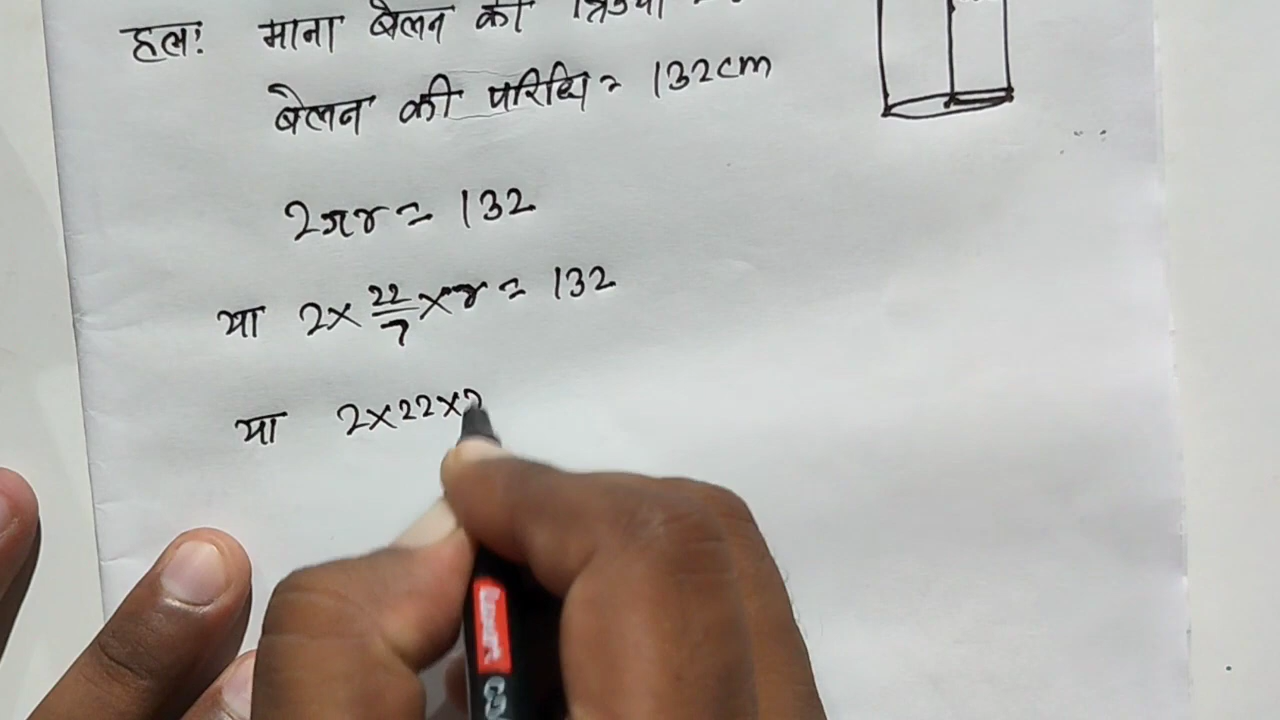 हलः माना बेलन की त्रिज्या
बेलन की परिधि = 132cm
2πr = 132
या 2 × 22/7 × r = 132
या 2×22×